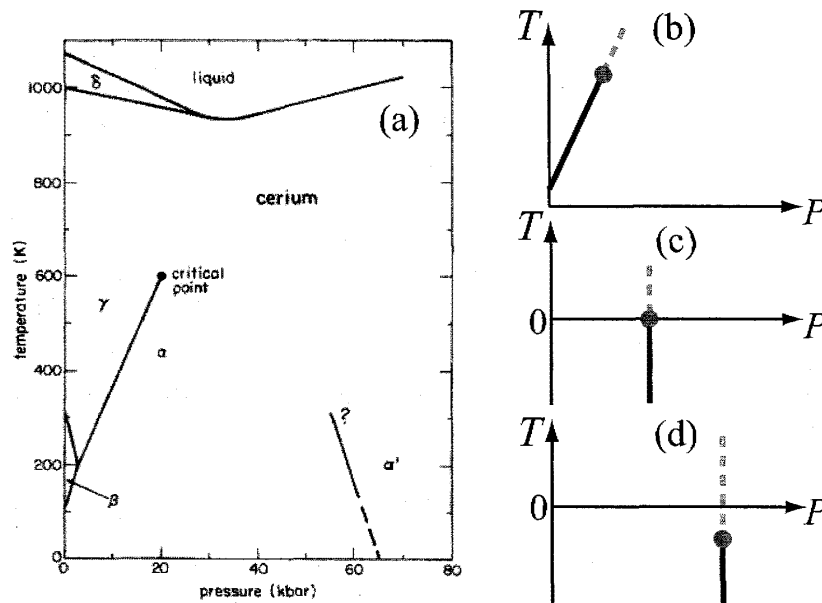 (a)
liquid
δ
cerium
critical
point
γ
α
?
α'
β
temperature (K)
1000
800
600
400
200
0
0
20
40
60
80
pressure (kbar)
(b)
T
P
(c)
T
0
P
(d)
T
0
P